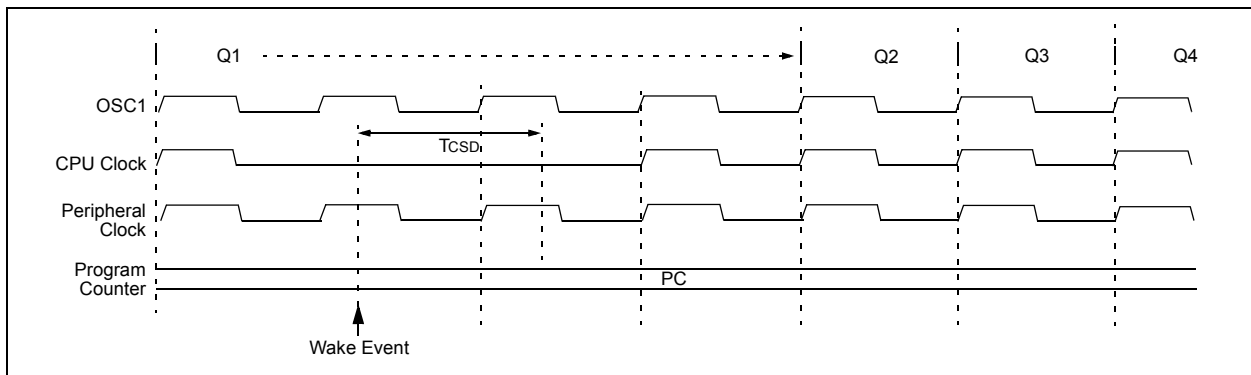 Q1 Q2 Q3 Q4
OSC1
TCSD
CPU Clock
Peripheral
Clock
Program
Counter
PC
Wake Event